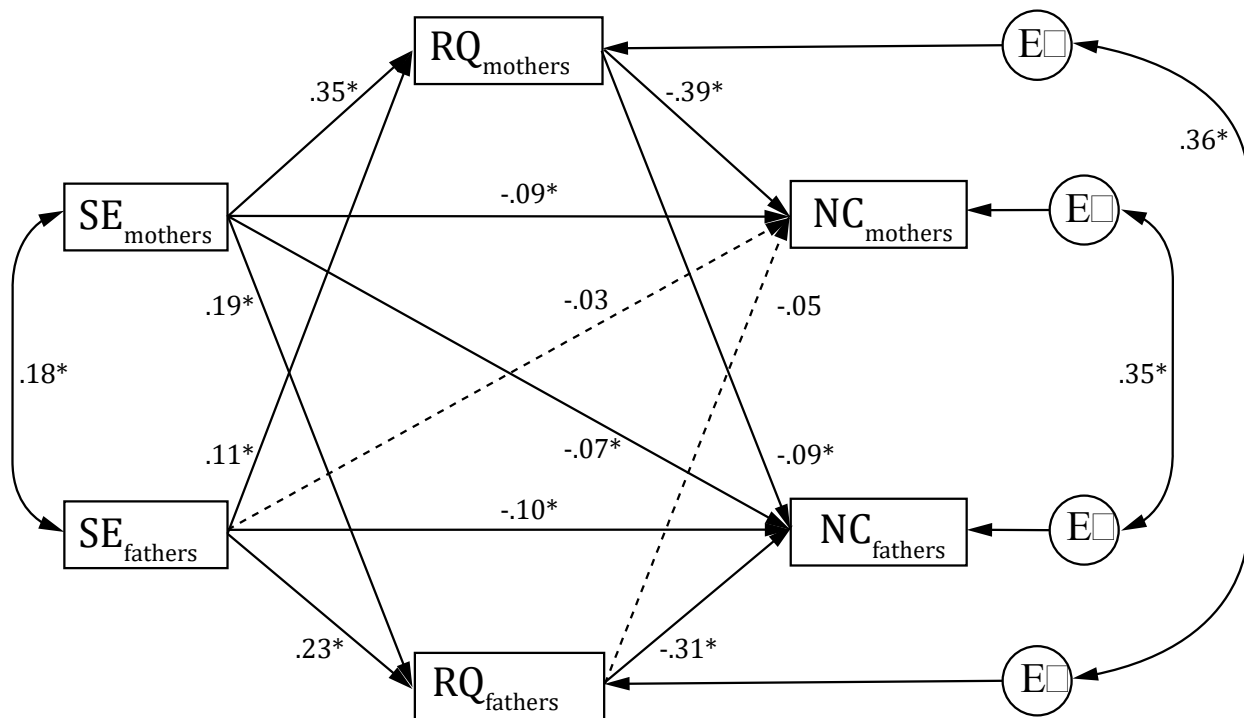 RQmothers
E□
.35*
-.39*
.36*
SEmothers
-.09*
NCmothers
E□
.19*
-.03
-.05
.18*
.35*
.11*
-.07*
-.09*
SEfathers
-.10*
NCfathers
E□
.23*
-.31*
RQfathers
E□